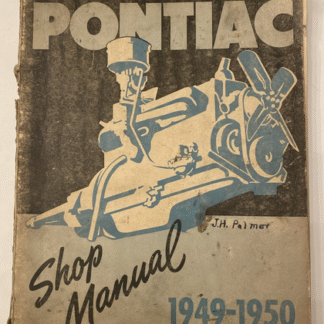 PONTIAC
J.H. Palmer
Shop
Manual
1949-1950